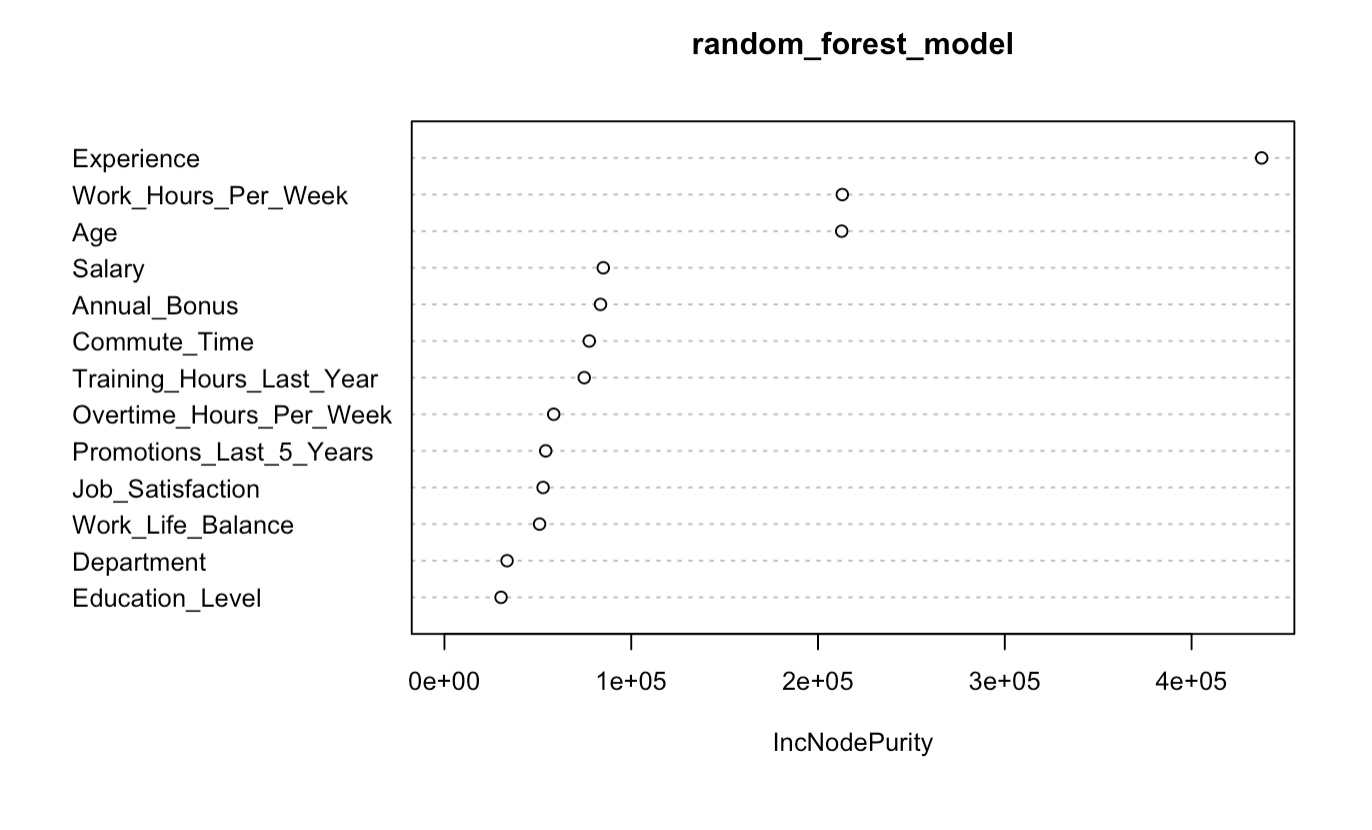 random_forest_model
Experience
Work_Hours_Per_Week
Age
Salary
Annual_Bonus
Commute_Time
Training_Hours_Last_Year
Overtime_Hours_Per_Week
Promotions_Last_5_Years
Job_Satisfaction
Work_Life_Balance
Department
Education_Level
0e+00 1e+05 2e+05 3e+05 4e+05
IncNodePurity